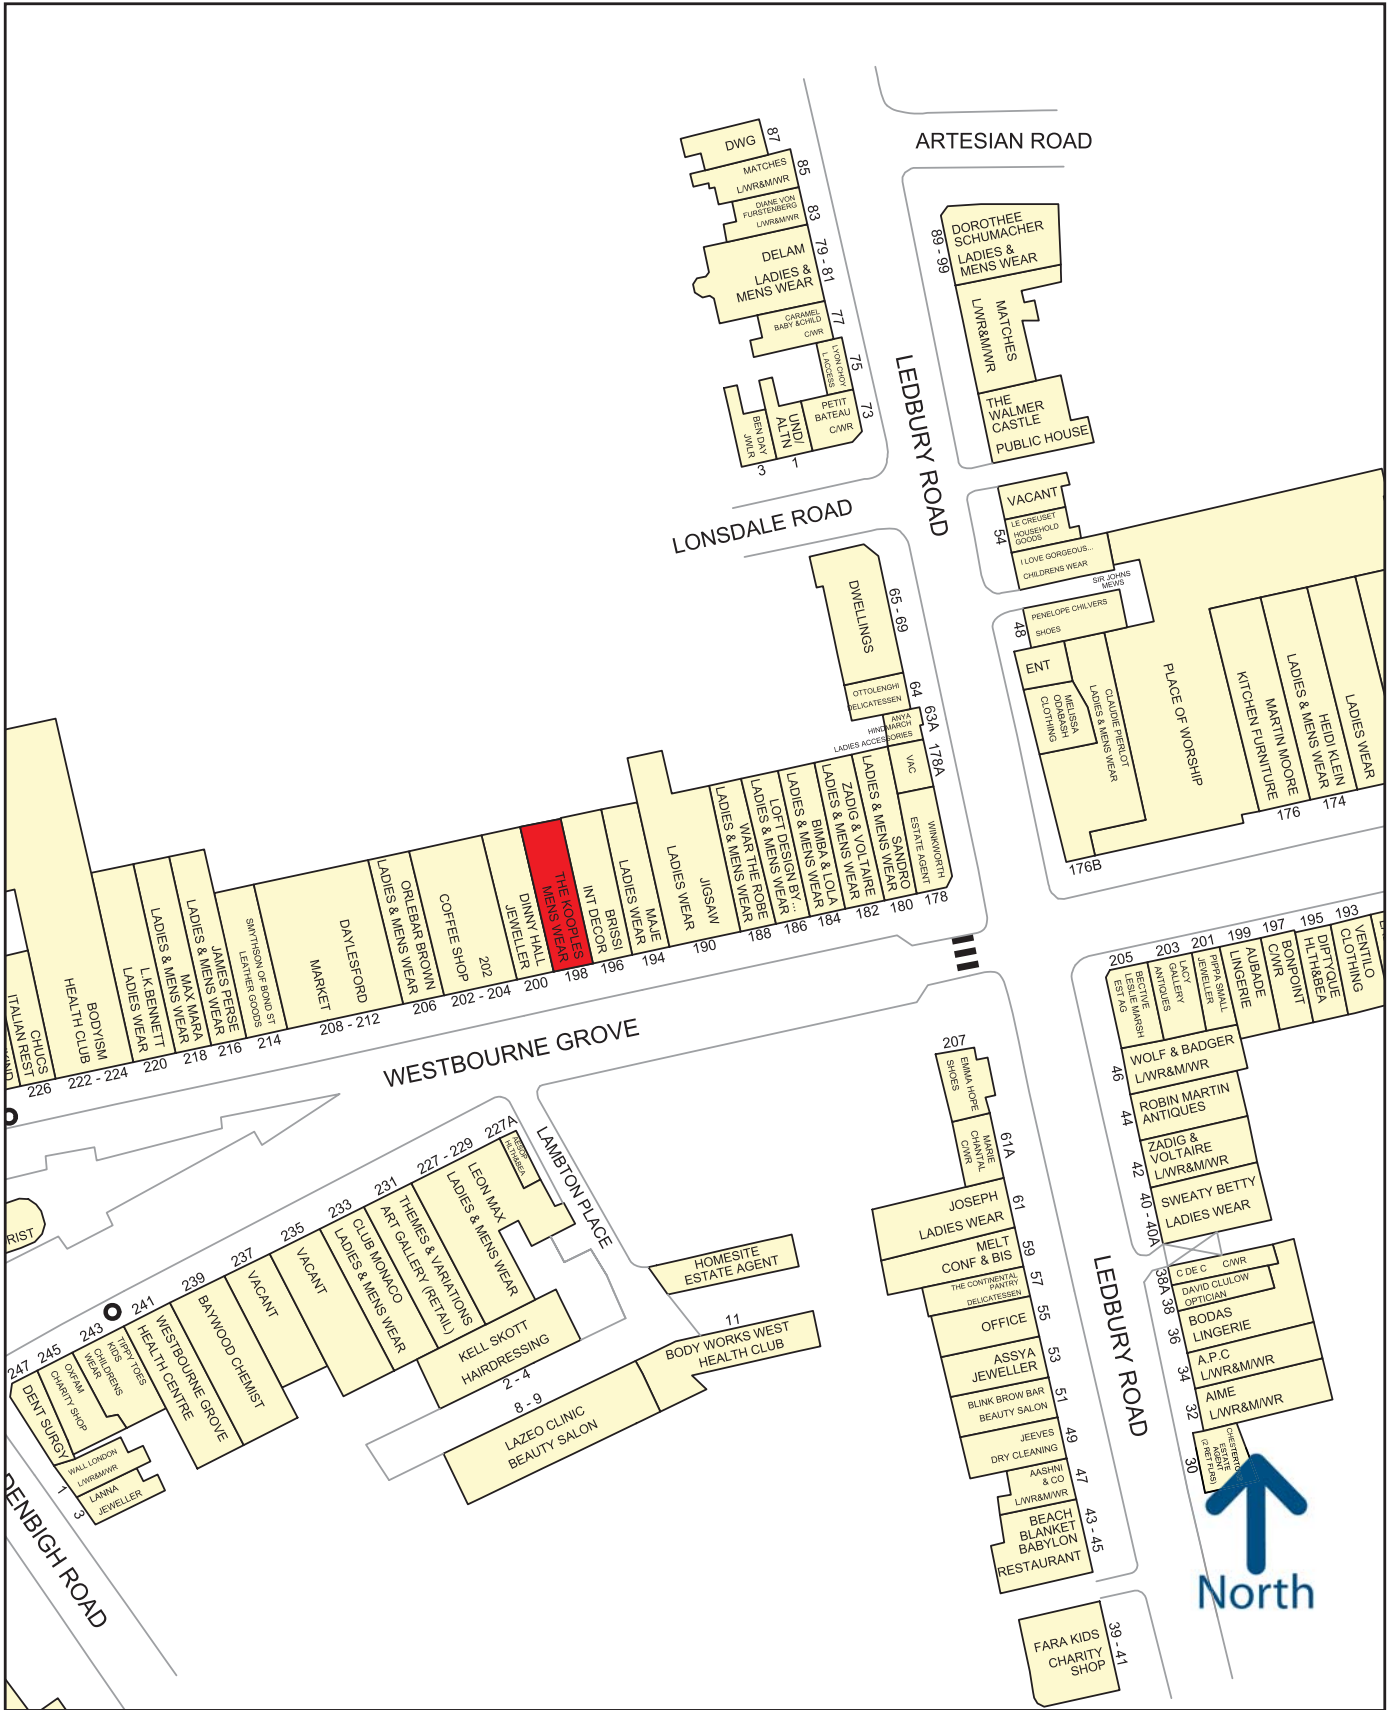 ARTESIAN ROAD
DWG
87
MATCHES
L/WR&M/WR
85
DIANE VON
FURSTENBERG
L/WR&M/WR
83
DELAM
LADIES &
MENS WEAR
79 - 81
CARAMEL
BABY &CHILD
C/WR
77
LYON CHOY
L ACCESS
75
PETIT
BATEAU
C/WR
73
UND/
ALTN
1
BEN DAY
JWLR
3
DOROTHEE
SCHUMACHER
LADIES &
MENS WEAR
89 - 99
MATCHES
L/WR&M/WR
THE
WALMER
CASTLE
PUBLIC HOUSE
LEDBURY ROAD
LONSDALE ROAD
VACANT
LE CREUSET
HOUSEHOLD
GOODS
54
I LOVE GORGEOUS...
CHILDRENS WEAR
SIR JOHNS
MEWS
PENELOPE CHILVERS
SHOES
48
ENT
MELISSA
ODABASH
CLOTHING
CLAUDIE PIERLOT
LADIES & MENS WEAR
PLACE OF WORSHIP
176B
MARTIN MOORE
KITCHEN FURNITURE
176
HEIDI KLEIN
LADIES & MENS WEAR
174
LADIES WEAR
DWELLINGS
65 - 69
OTTOLENGHI
DELICATESSEN
64
ANYA
HINDMARCH
LADIES ACCESSORIES
63A
VAC
178A
WINKWORTH
ESTATE AGENT
178
SANDRO
LADIES & MENS WEAR
180
ZADIG & VOLTAIRE
LADIES & MENS WEAR
182
BIMBA & LOLA
LADIES & MENS WEAR
184
LOFT DESIGN BY...
LADIES & MENS WEAR
186
WAR THE ROBE
LADIES & MENS WEAR
188
JIGSAW
LADIES WEAR
190
MAJE
LADIES WEAR
194
BRISSI
INT DECOR
196
THE KOOPLES
MENS WEAR
198
DINNY HALL
JEWELLER
200
202
COFFEE SHOP
202 - 204
ORLEBAR BROWN
LADIES & MENS WEAR
206
DAYLESFORD
MARKET
208 - 212
SMYTHSON OF BOND ST
LEATHER GOODS
214
JAMES PERSE
LADIES & MENS WEAR
216
MAX MARA
LADIES & MENS WEAR
218
L.K.BENNETT
LADIES WEAR
220
BODYISM
HEALTH CLUB
222 - 224
CHUCS
ITALIAN REST
226
WESTBOURNE GROVE
205
BECTIVE
LESLIE MARSH
EST AG
203
LACY
GALLERY
ANTIQUES
201
PIPPA SMALL
JEWELLER
199
AUBADE
LINGERIE
197
BONPOINT
C/WR
195
DIPTYQUE
HLTH&BEA
193
VENTILO
CLOTHING
WOLF & BADGER
L/WR&M/WR
46
ROBIN MARTIN
ANTIQUES
44
ZADIG &
VOLTAIRE
L/WR&M/WR
42
SWEATY BETTY
LADIES WEAR
40 - 40A
C DE C C/WR
38A
DAVID CLULOW
OPTICIAN
38
BODAS
LINGERIE
36
A.P.C
L/WR&M/WR
34
AIME
L/WR&M/WR
32
ESTATE
AGENT
(2 RET FLRS)
30
North
LEDBURY ROAD
207
EMMA HOPE
SHOES
MARIE
CHANTAL
C/WR
61A
JOSEPH
LADIES WEAR
61
MELT
CONF & BIS
59
THE CONTINENTAL
PANTRY
DELICATESSEN
57
OFFICE
55
ASSYA
JEWELLER
53
BLINK BROW BAR
BEAUTY SALON
51
JEEVES
DRY CLEANING
49
AASHNI
& CO
L/WR&M/WR
47
BEACH
BLANKET
BABYLON
RESTAURANT
43 - 45
FARA KIDS
CHARITY
SHOP
39 - 41
LAMBTON PLACE
227A
AESOP
HLTH&BEA
227 - 229
LEON MAX
LADIES & MENS WEAR
231
THEMES & VARIATIONS
ART GALLERY (RETAIL)
233
CLUB MONACO
LADIES & MENS WEAR
235
VACANT
237
VACANT
239
BAYWOOD CHEMIST
241
WESTBOURNE GROVE
HEALTH CENTRE
243
TIPPY TOES
KIDS
CHILDRENS
WEAR
245
OXFAM
CHARITY SHOP
247
DENT SURGY
WALL LONDON
L/WR&M/WR
1
LANNA
JEWELLER
3
KELL SKOTT
HAIRDRESSING
2 - 4
8 - 9
LAZEO CLINIC
BEAUTY SALON
HOMESITE
ESTATE AGENT
11
BODY WORKS WEST
HEALTH CLUB
DENBIGH ROAD
RIST